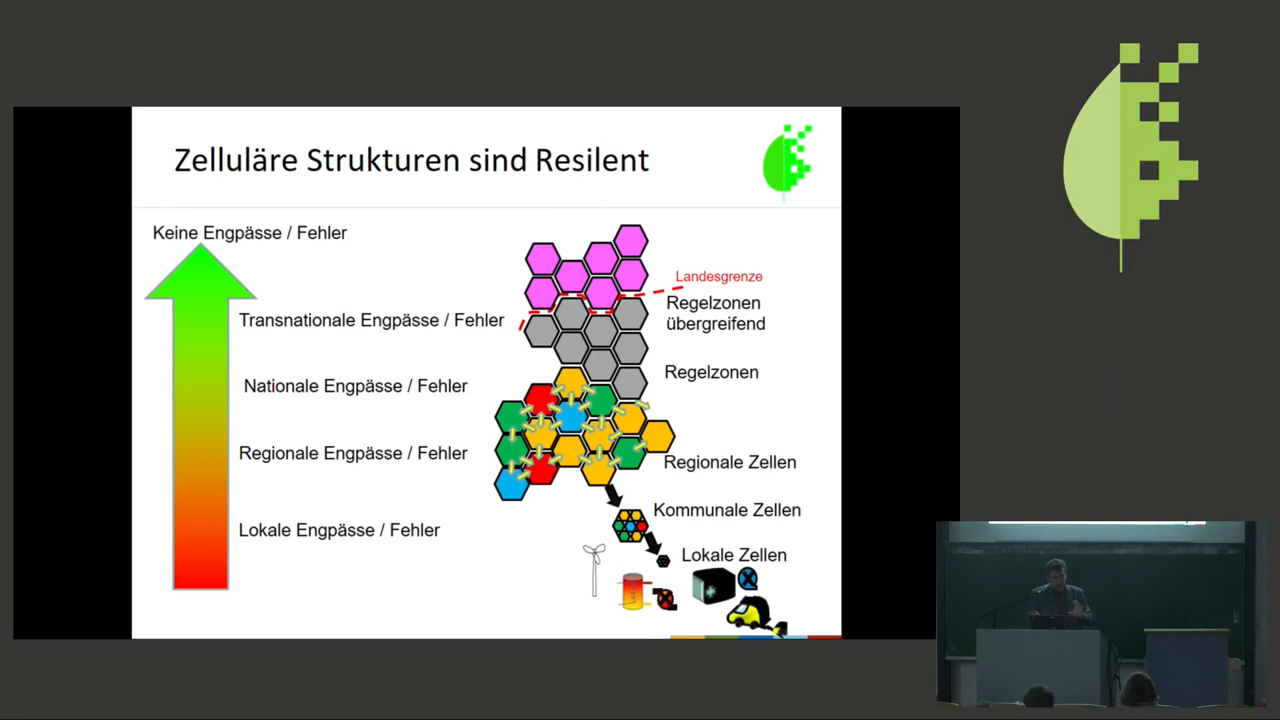 Zelluläre Strukturen sind Resilent
Keine Engpässe / Fehler
Landesgrenze
Transnationale Engpässe / Fehler
Regelzonen
übergreifend
Nationale Engpässe / Fehler
Regelzonen
Regionale Engpässe / Fehler
Regionale Zellen
Kommunale Zellen
Lokale Engpässe / Fehler
Lokale Zellen